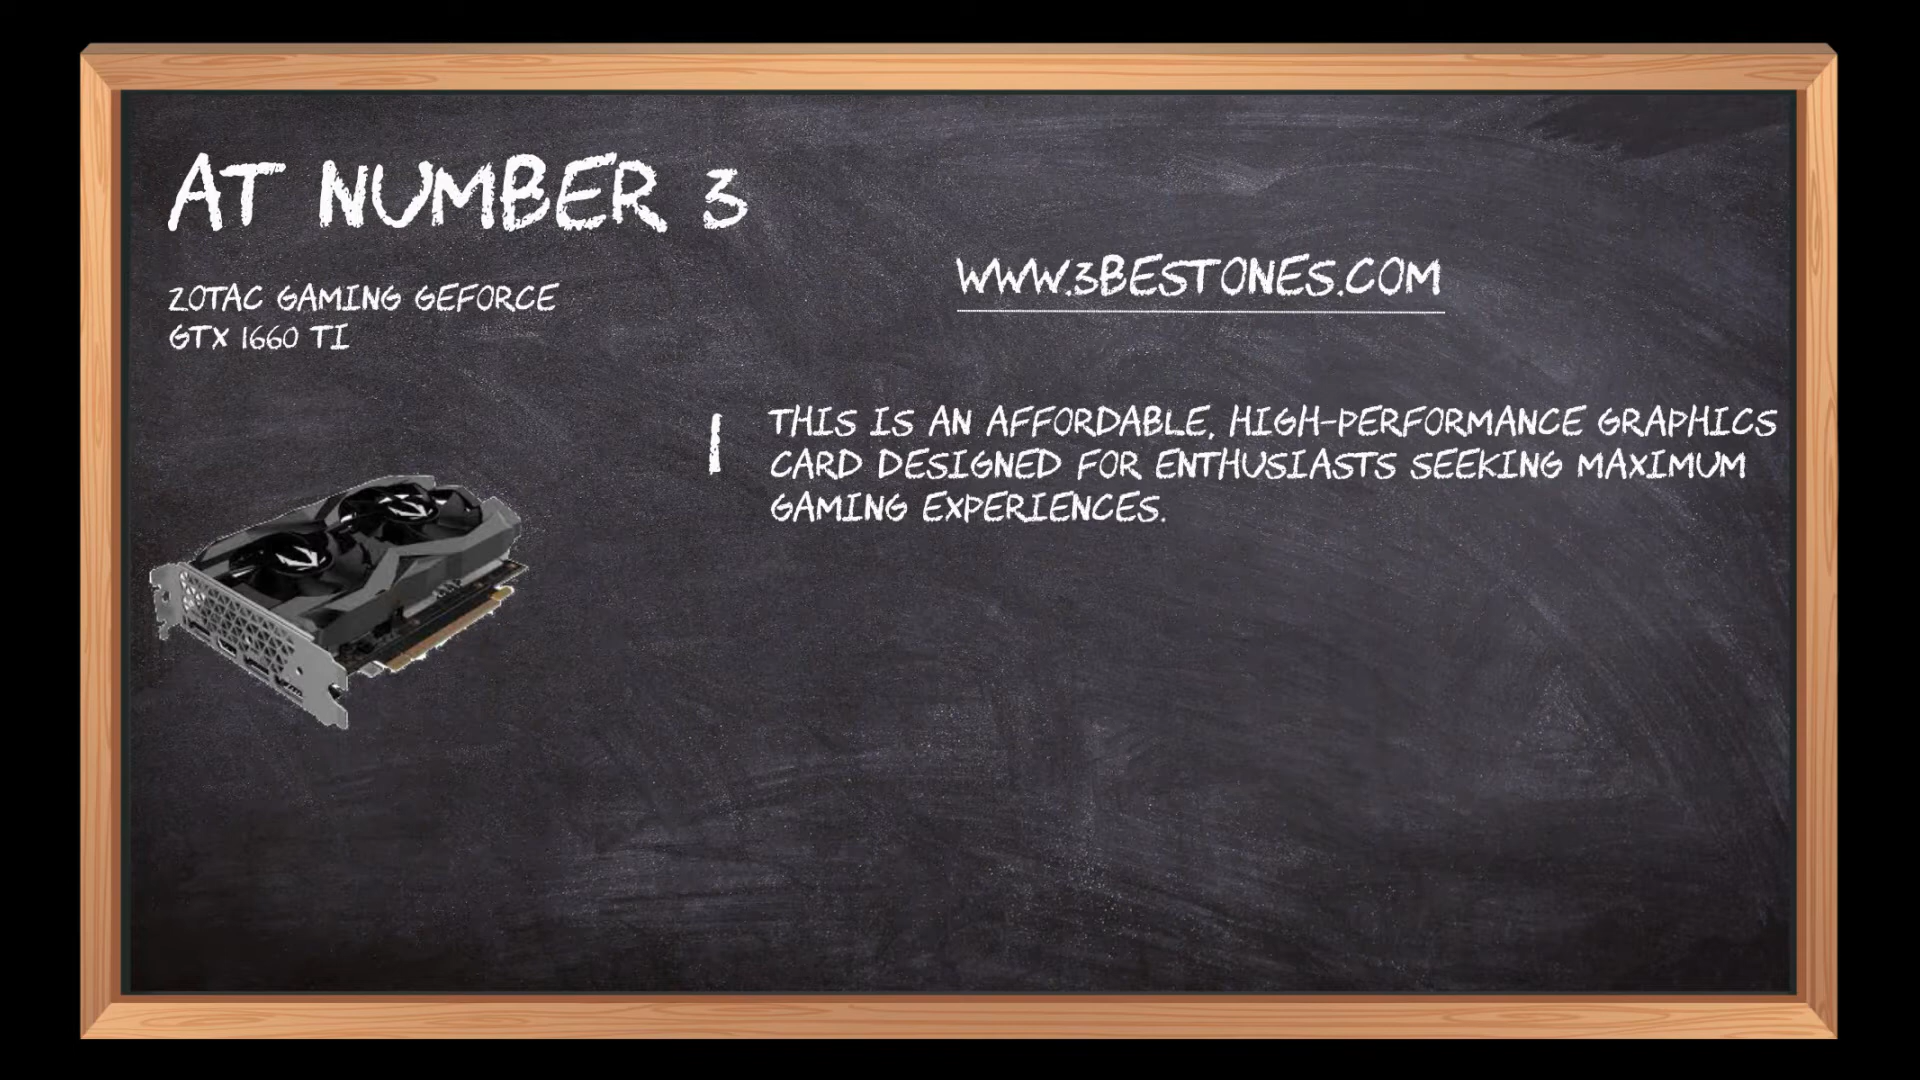 AT NUMBER 3
ZOTAC GAMING GEFORCE
GTX 1660 TI
WWW.3BESTONES.COM
1
THIS IS AN AFFORDABLE, HIGH-PERFORMANCE GRAPHICS
CARD DESIGNED FOR ENTHUSIASTS SEEKING MAXIMUM
GAMING EXPERIENCES.